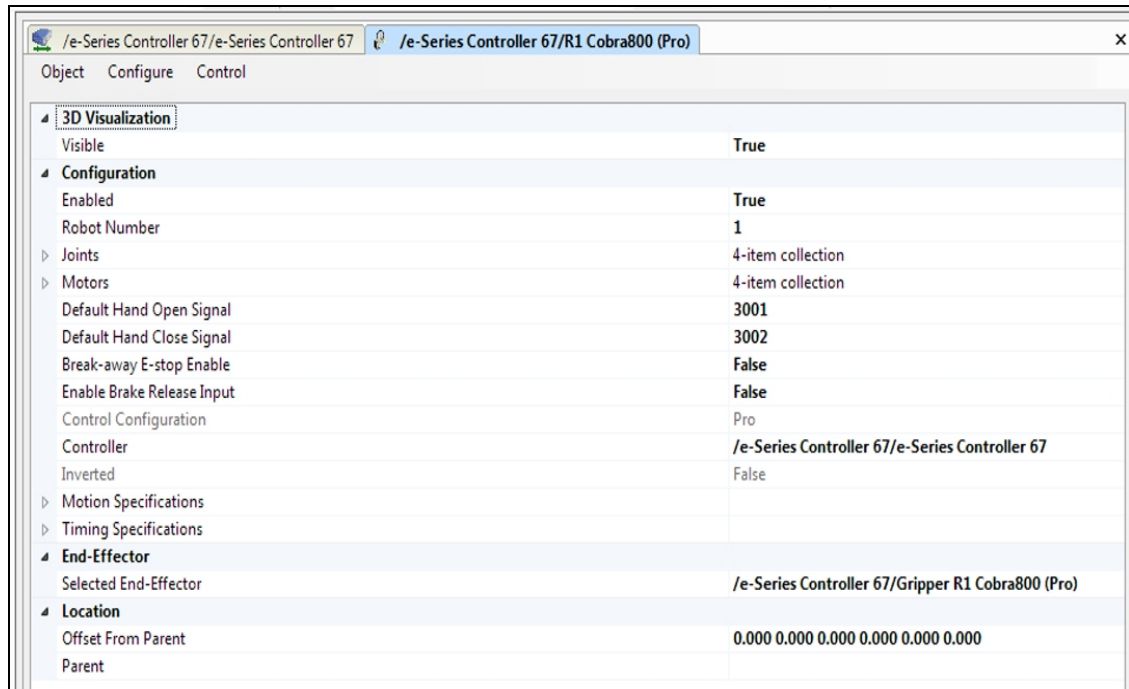 /e-Series Controller 67/e-Series Controller 67 /e-Series Controller 67/R1 Cobra800 (Pro) x
Object Configure Control
3D Visualization
Visible True
Configuration
Enabled True
Robot Number 1
Joints 4-item collection
Motors 4-item collection
Default Hand Open Signal 3001
Default Hand Close Signal 3002
Break-away E-stop Enable False
Enable Brake Release Input False
Control Configuration Pro
Controller /e-Series Controller 67/e-Series Controller 67
Inverted False
Motion Specifications
Timing Specifications
End-Effector
Selected End-Effector /e-Series Controller 67/Gripper R1 Cobra800 (Pro)
Location
Offset From Parent 0.000 0.000 0.000 0.000 0.000 0.000
Parent